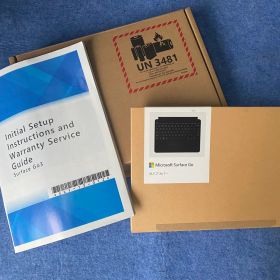 UN 3481
Initial Setup
Instructions and
Warranty Service
Guide
Surface Go3
Microsoft Surface Go